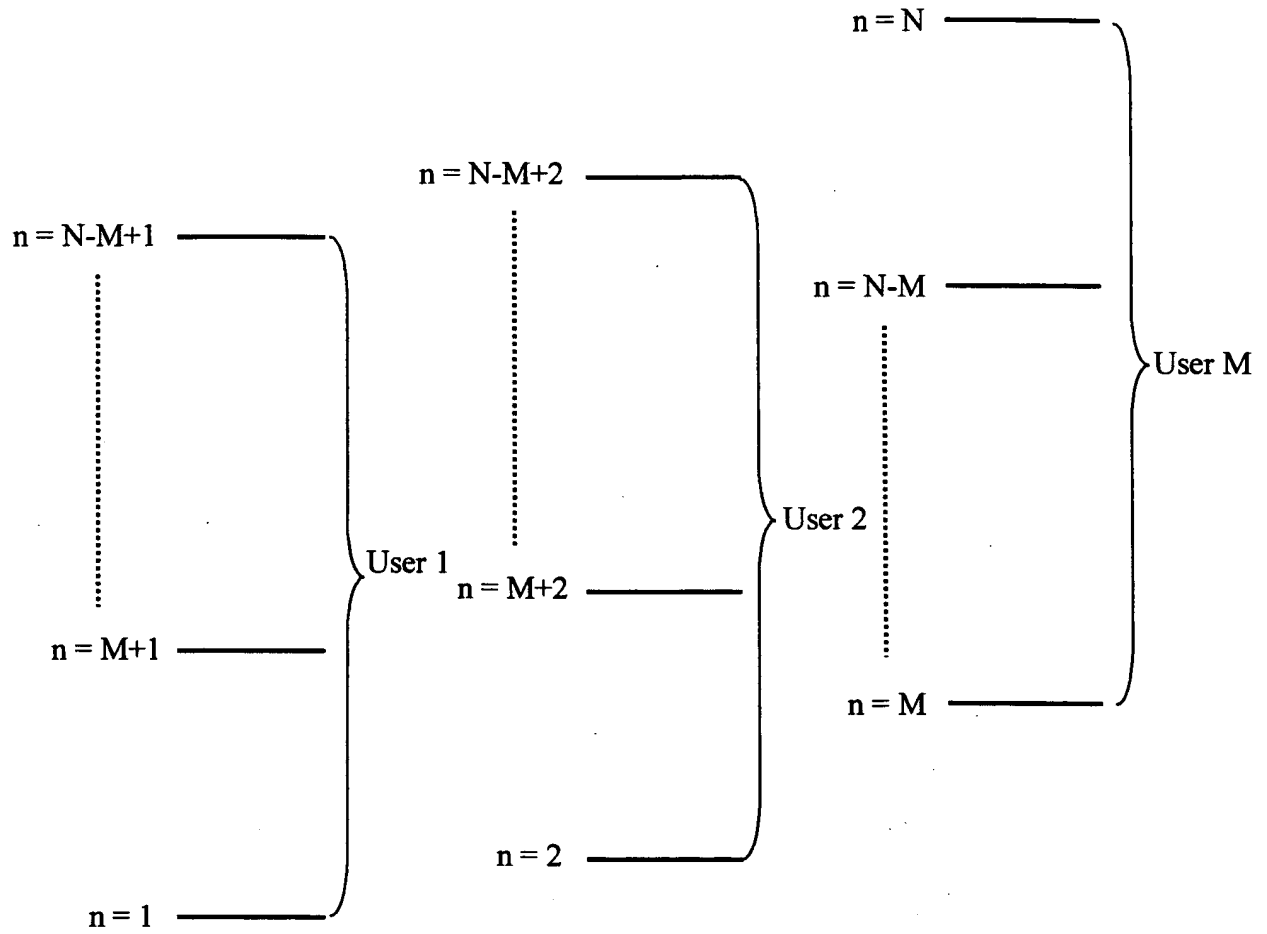 n = N
n = N-M+2
n = N-M+1
n = N-M
User M
User 2
User 1
n = M+2
n = M+1
n = M
n = 2
n = 1